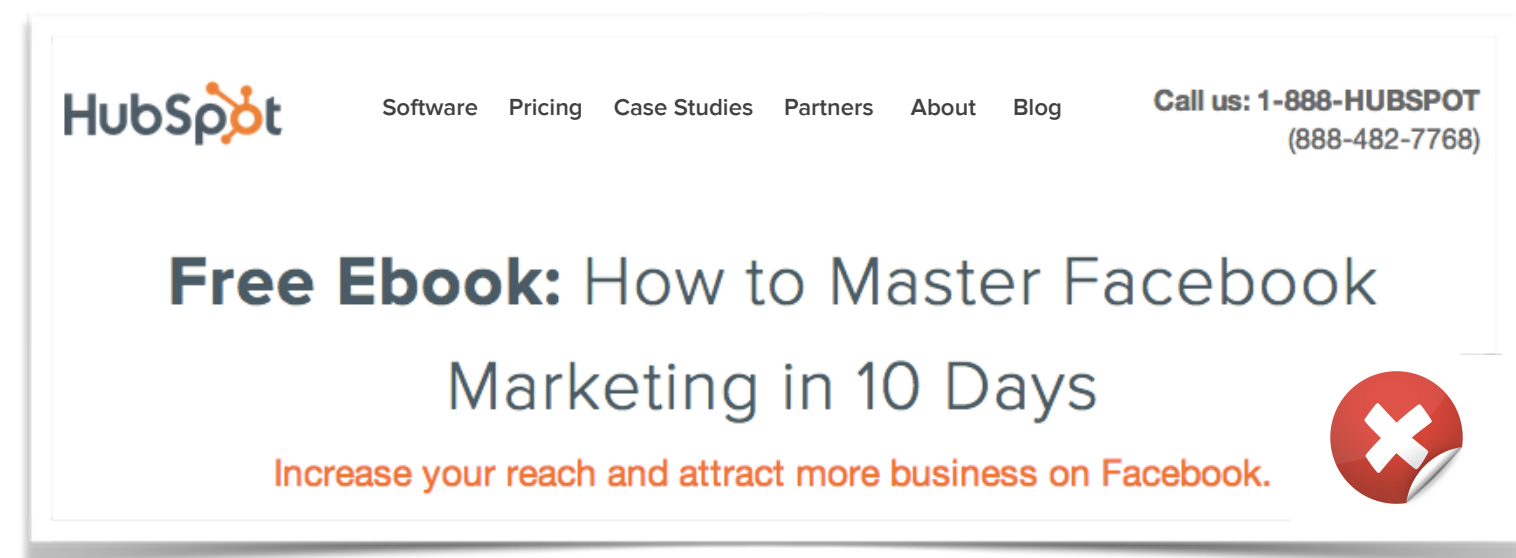 HubSpot
Software Pricing Case Studies Partners About Blog
Call us: 1-888-HUBSPOT
(888-482-7768)
Free Ebook: How to Master Facebook
Marketing in 10 Days
Increase your reach and attract more business on Facebook.